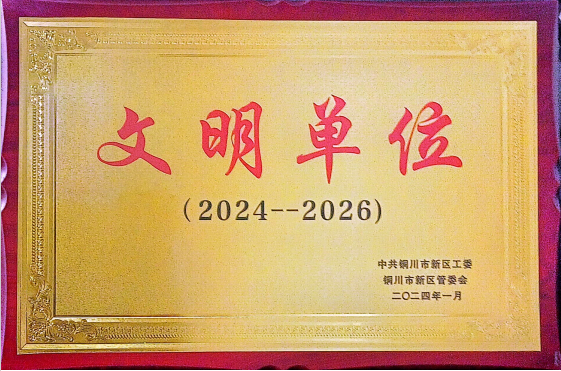 文明单位
(2024--2026)
中共铜川市新区工委
铜川市新区管委会
二〇二四年一月